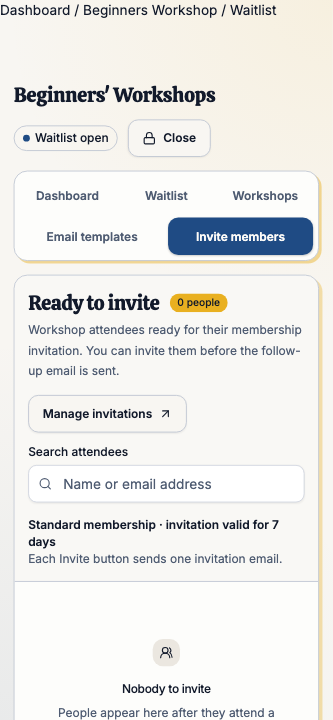 Dashboard / Beginners Workshop / Waitlist
Beginners' Workshops
Waitlist open
Close
Dashboard
Waitlist
Workshops
Email templates
Invite members
Ready to invite
0 people
Workshop attendees ready for their membership
invitation. You can invite them before the follow-
up email is sent.
Manage invitations
Search attendees
Name or email address
Standard membership · invitation valid for 7
days
Each Invite button sends one invitation email.
Nobody to invite
People appear here after they attend a